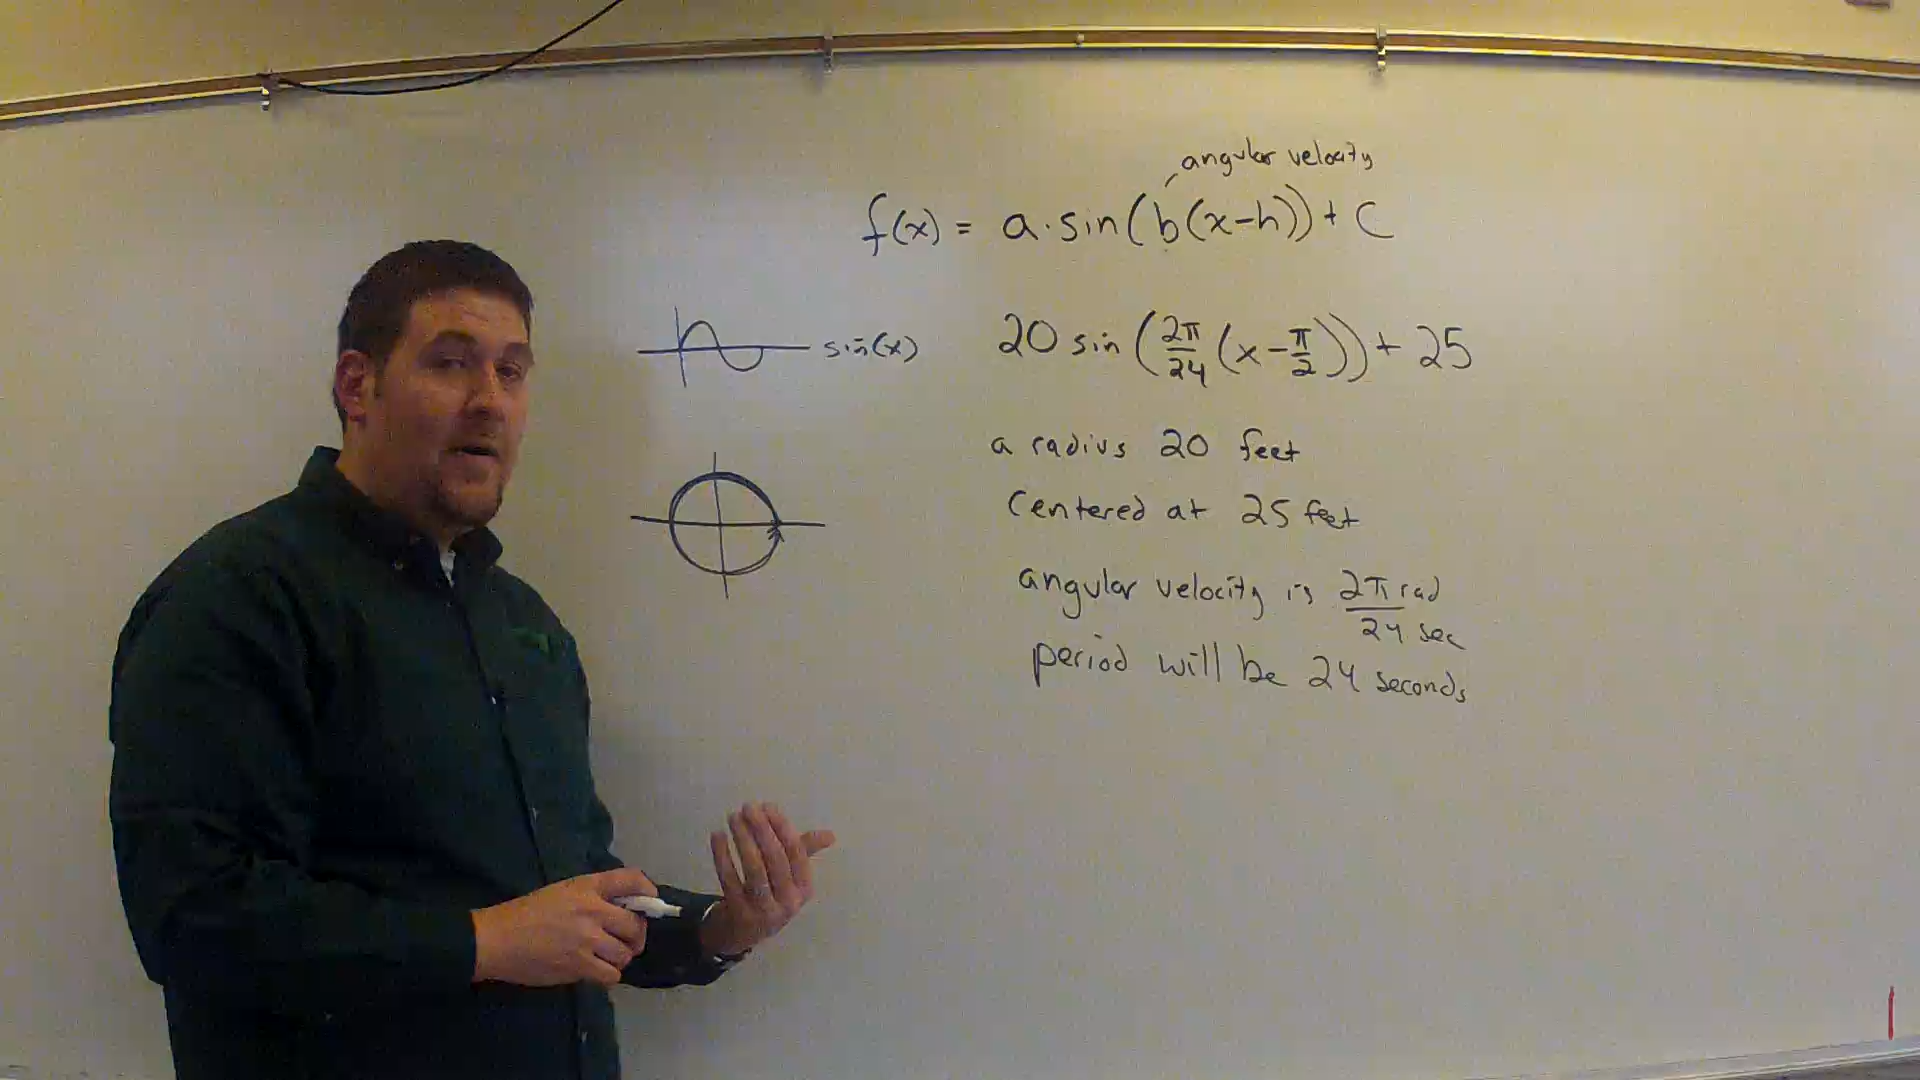 angular velocity
f(x) = a·sin(b(x-h)) + C
sin(x)
20 sin(2π/24(x-π/2)) + 25
a radius 20 feet
Centered at 25 feet
angular velocity is 2π rad/24 sec
period will be 24 seconds